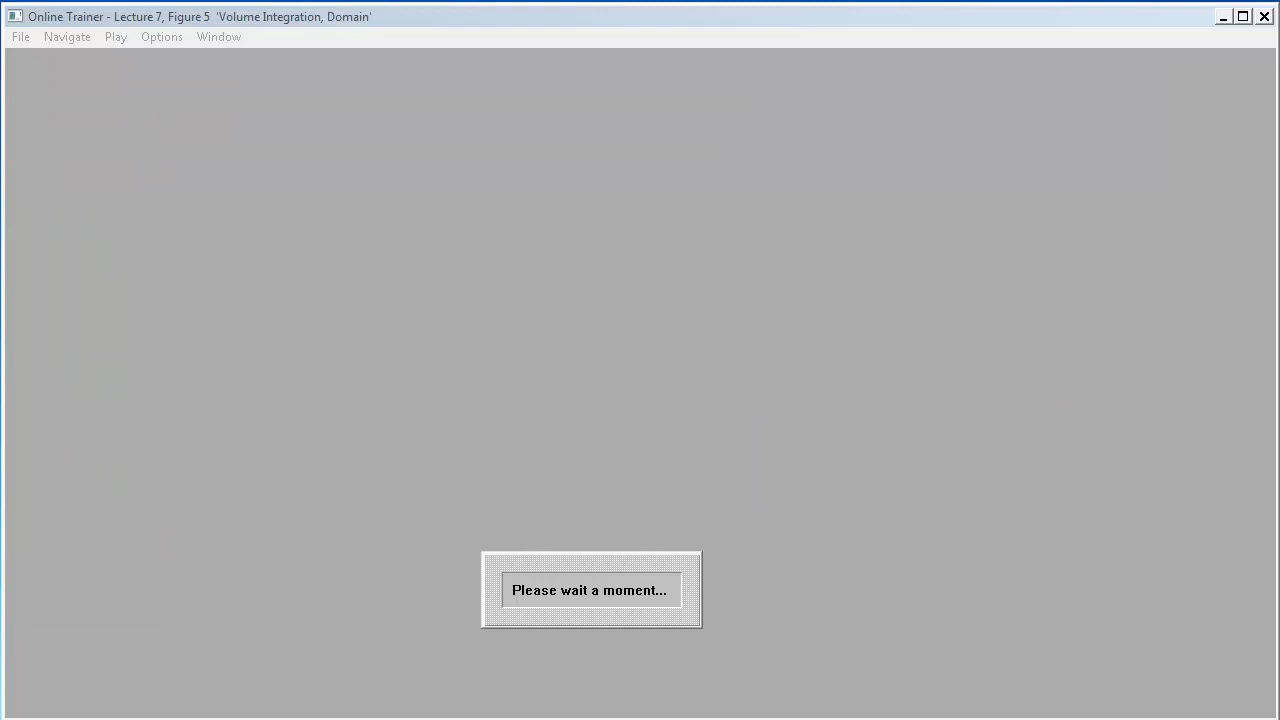 Online Trainer - Lecture 7, Figure 5 'Volume Integration, Domain'
File Navigate Play Options Window
Please wait a moment...